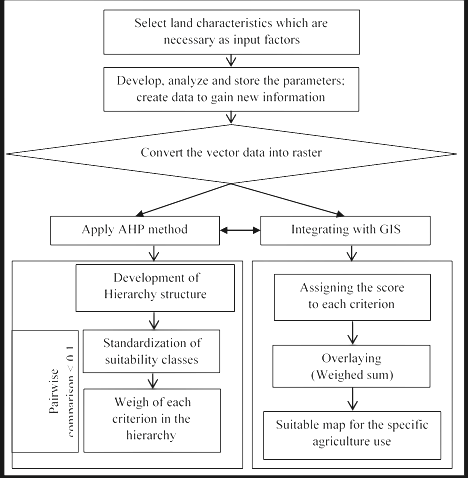 Select land characteristics which are
necessary as input factors
Develop, analyze and store the parameters;
create data to gain new information
Convert the vector data into raster
Apply AHP method
Integrating with GIS
Development of
Hierarchy structure
Standardization of
suitability classes
Weigh of each
criterion in the
hierarchy
Pairwise
comparison < 0.1
Assigning the score
to each criterion
Overlaying
(Weighed sum)
Suitable map for the specific
agriculture use